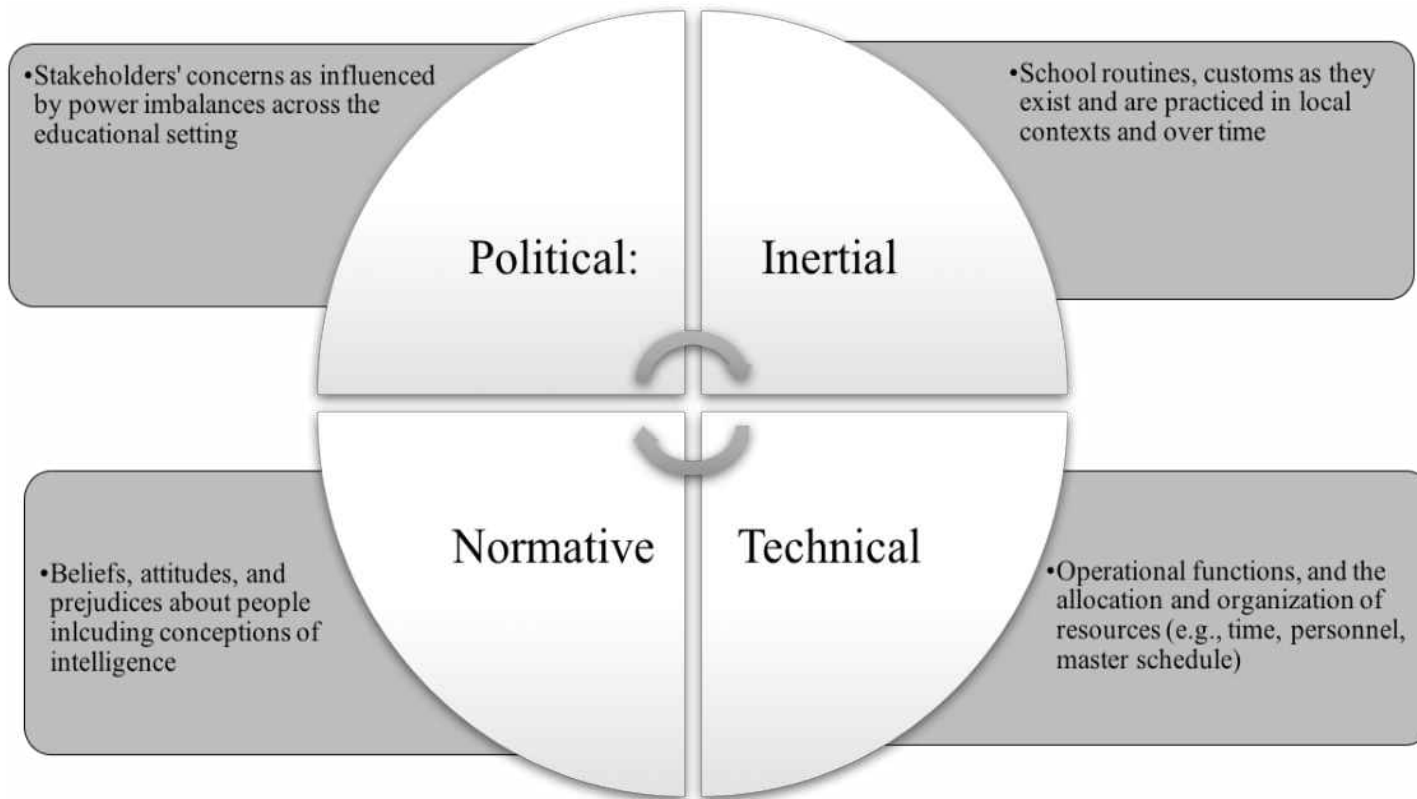 •Stakeholders' concerns as influenced
by power imbalances across the
educational setting
•School routines, customs as they
exist and are practiced in local
contexts and over time
Political:
Inertial
Normative
Technical
•Beliefs, attitudes, and
prejudices about people
inlcuding conceptions of
intelligence
•Operational functions, and the
allocation and organization of
resources (e.g., time, personnel,
master schedule)